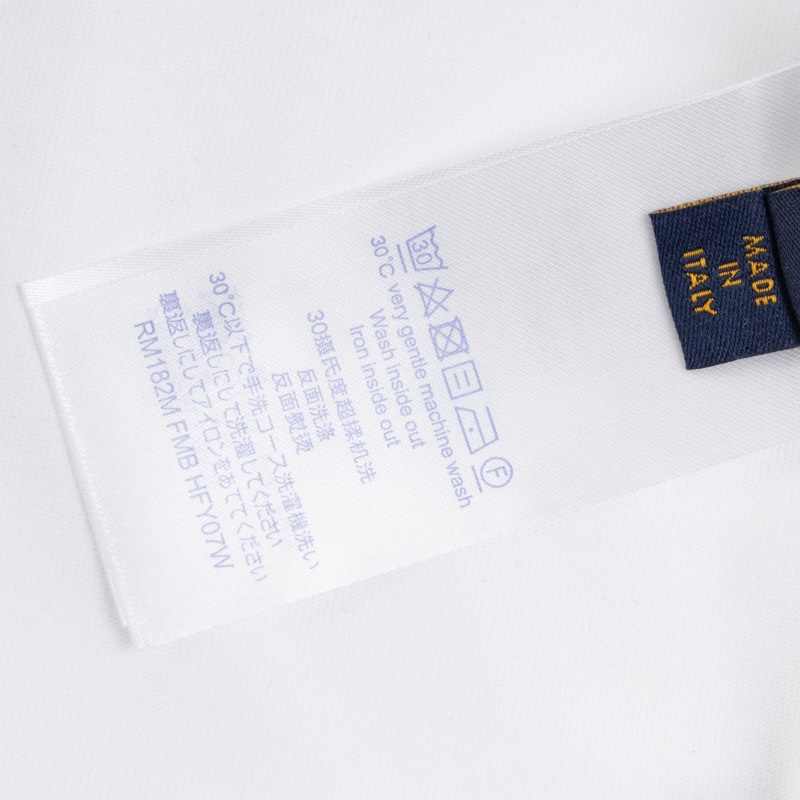 30
F
30°C very gentle machine wash
Wash inside out
Iron inside out
30摄氏度超揉机洗
反面洗涤
反面熨烫
30°C以下で手洗コース洗濯機洗い
裏返しにして洗濯してください
裏返しにしてアイロンをあててください
RM182M FMB HFY07W
MADE
IN
ITALY